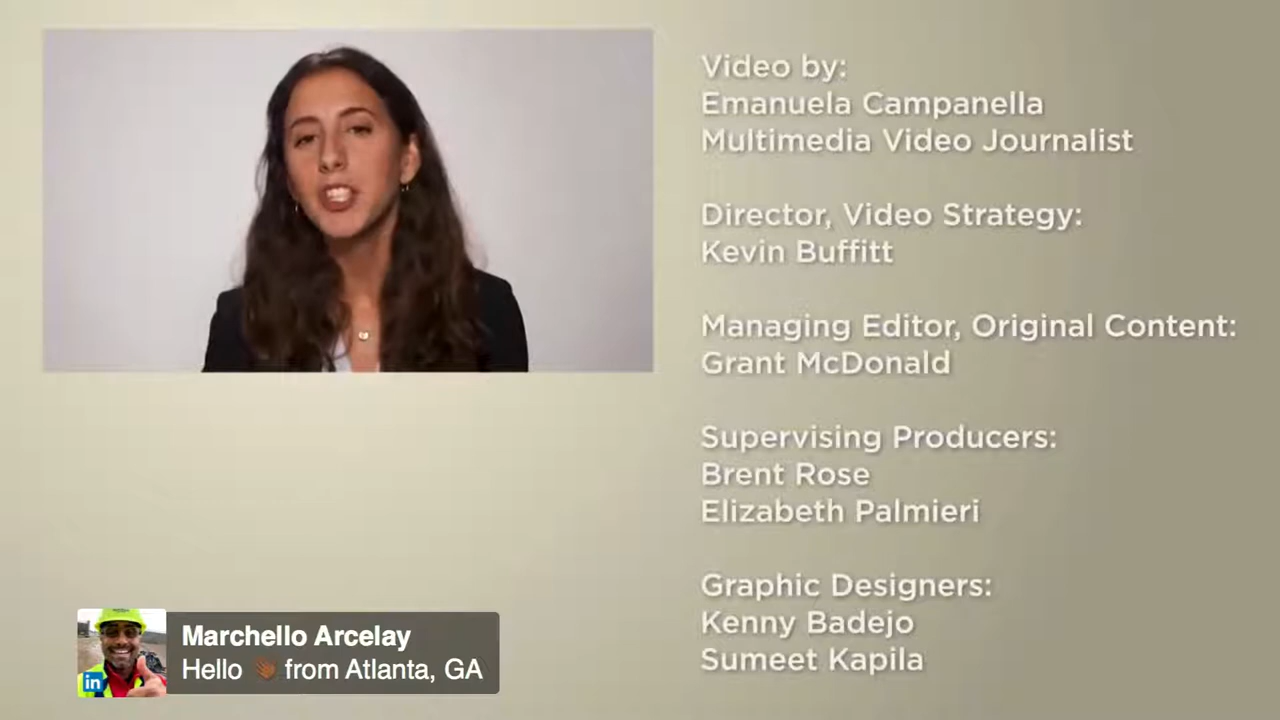 Video by:
Emanuela Campanella
Multimedia Video Journalist
Director, Video Strategy:
Kevin Buffitt
Managing Editor, Original Content:
Grant McDonald
Supervising Producers:
Brent Rose
Elizabeth Palmieri
Graphic Designers:
Kenny Badejo
Sumeet Kapila
Marchello Arcelay
Hello 👋🏾 from Atlanta, GA
in